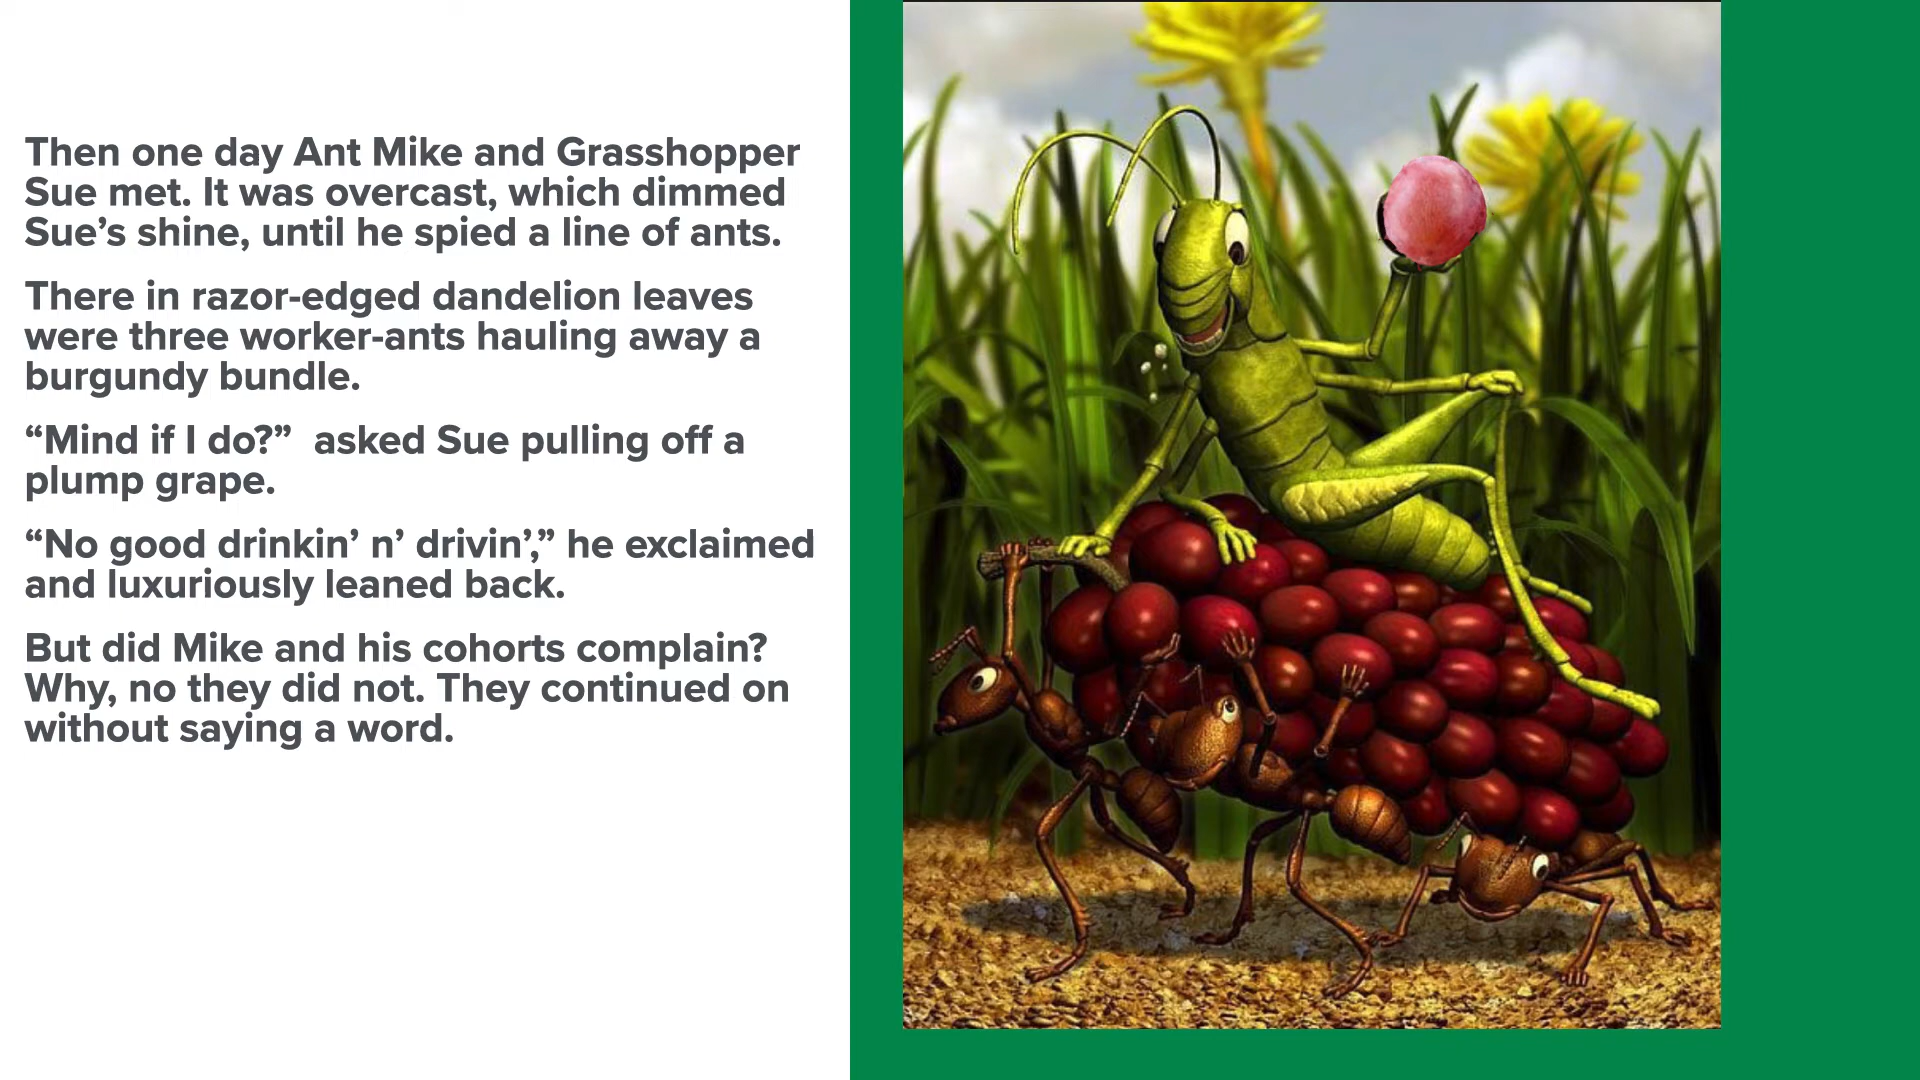 Then one day Ant Mike and Grasshopper
Sue met. It was overcast, which dimmed
Sue’s shine, until he spied a line of ants.
There in razor-edged dandelion leaves
were three worker-ants hauling away a
burgundy bundle.
“Mind if I do?”  asked Sue pulling off a
plump grape.
“No good drinkin’ n’ drivin’,” he exclaimed
and luxuriously leaned back.
But did Mike and his cohorts complain?
Why, no they did not. They continued on
without saying a word.